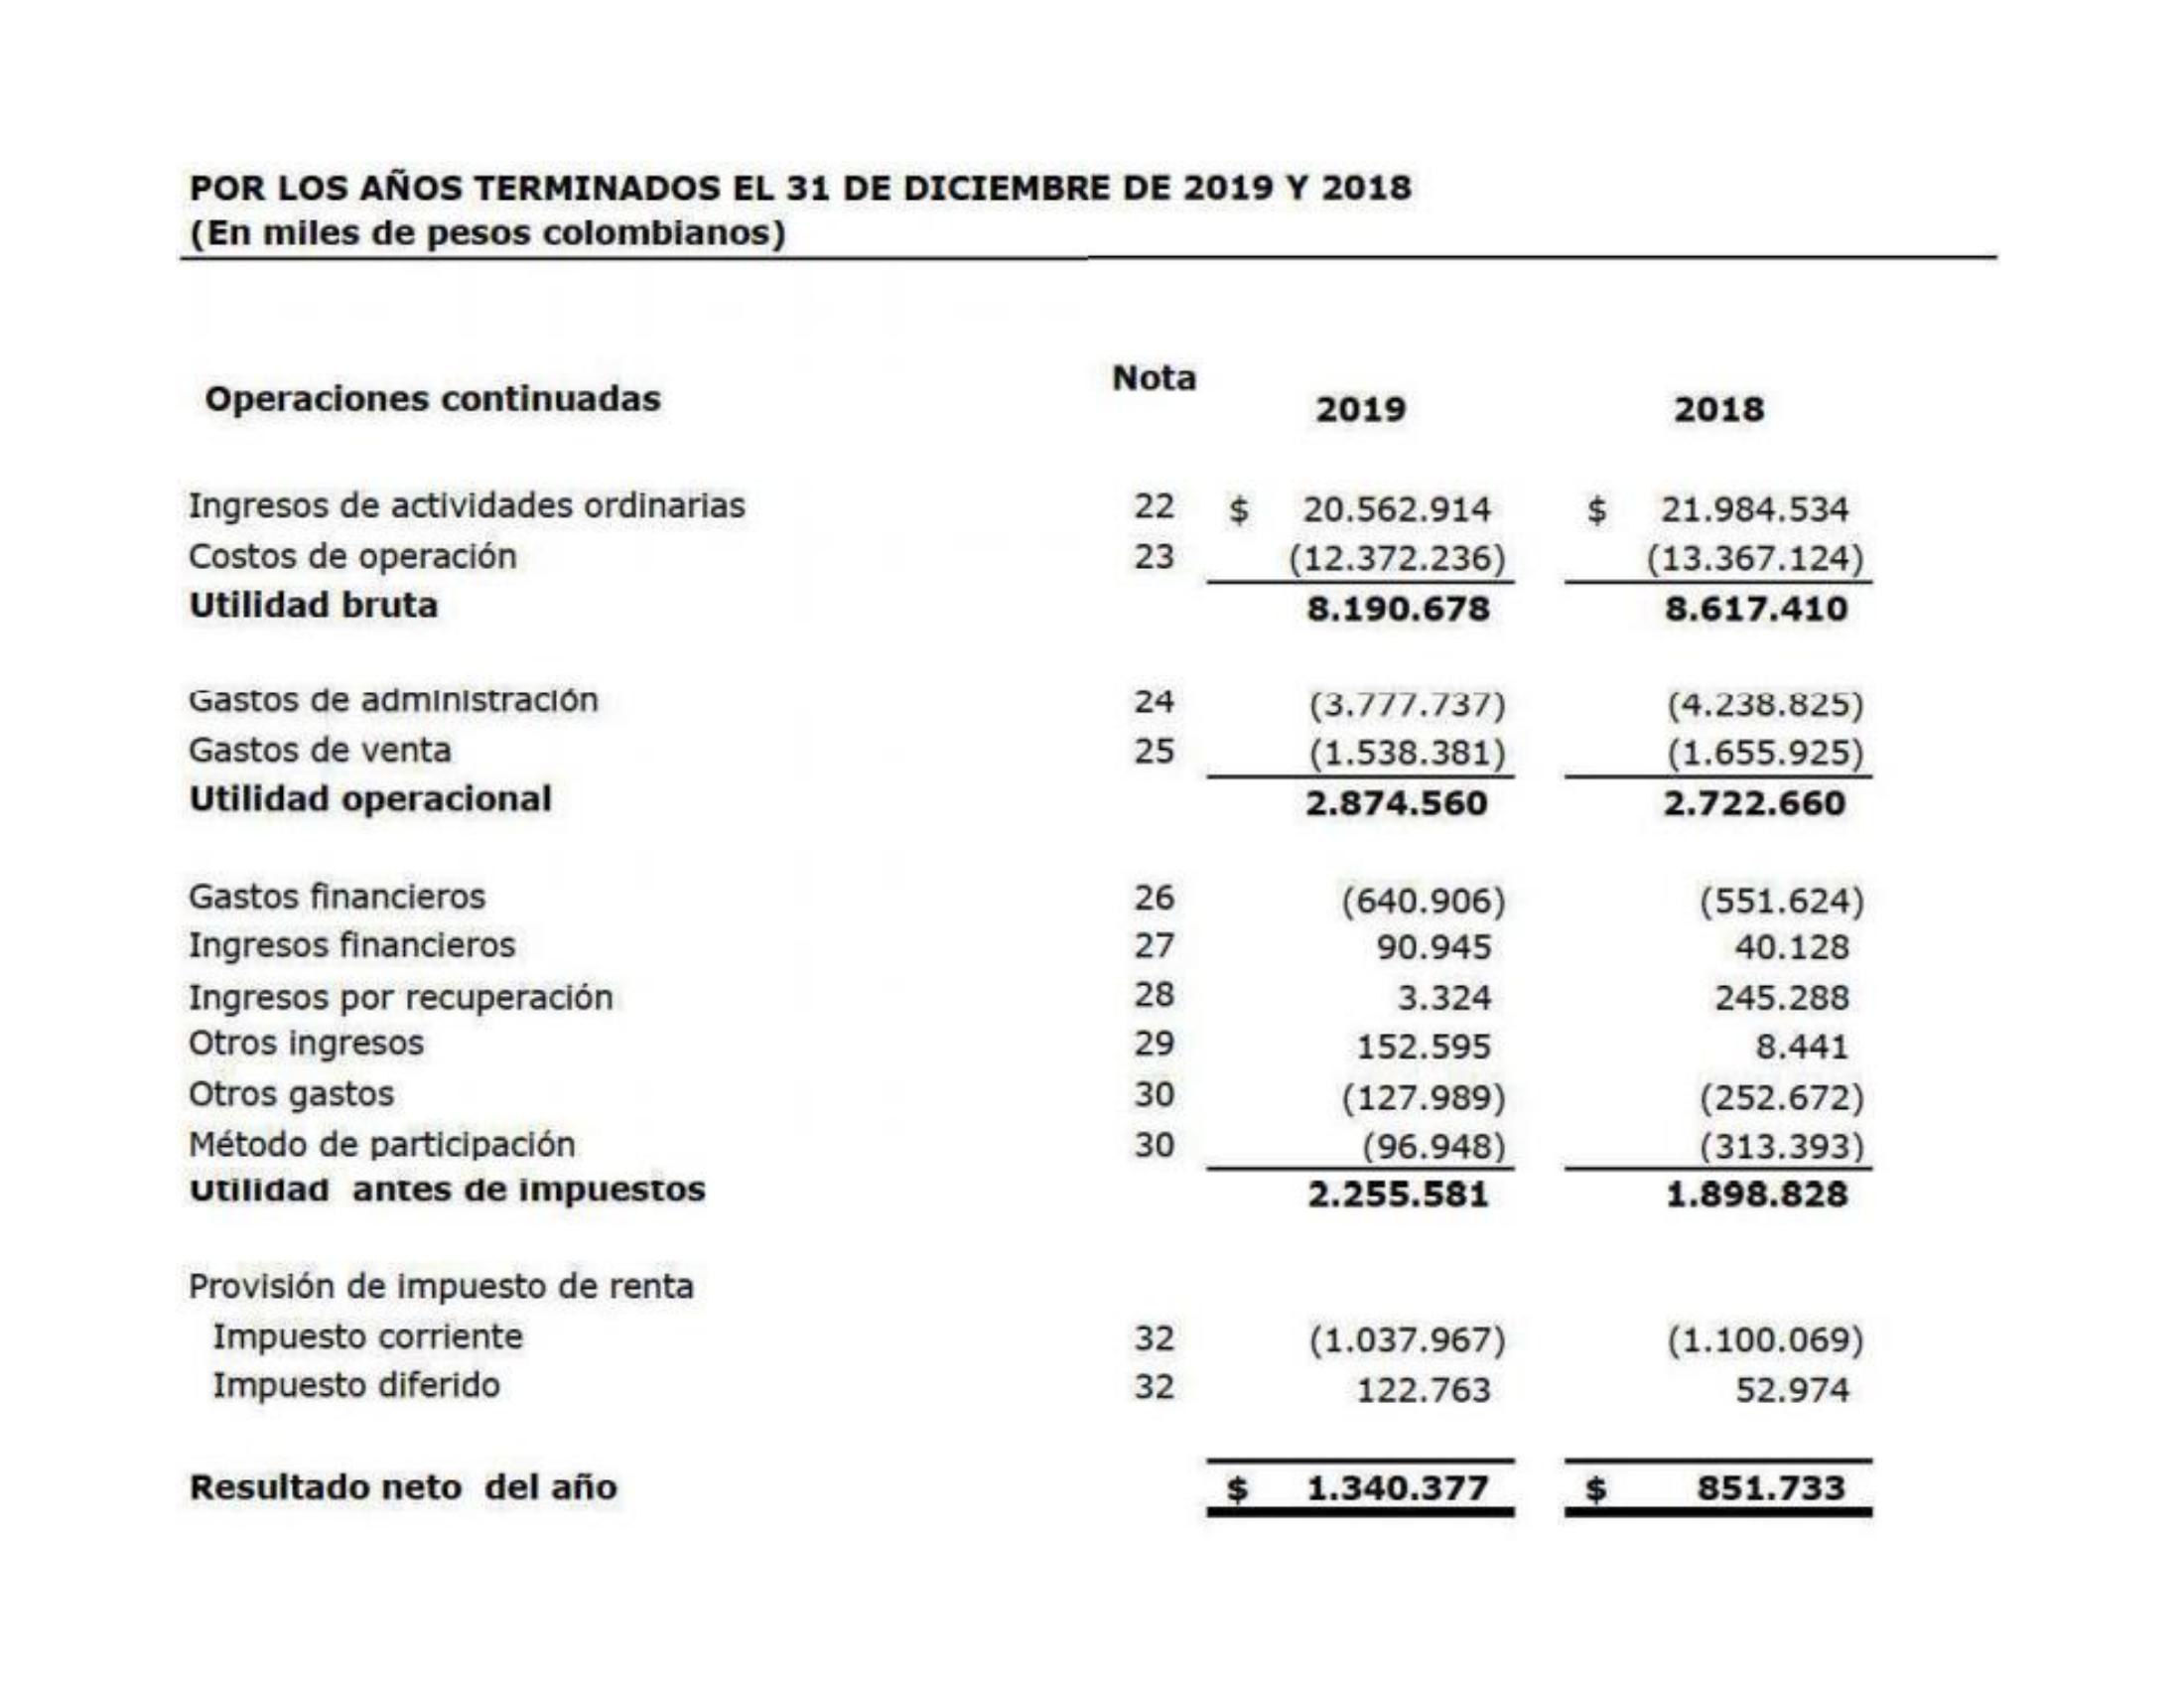 POR LOS AÑOS TERMINADOS EL 31 DE DICIEMBRE DE 2019 Y 2018
(En miles de pesos colombianos)
Operaciones continuadas Nota 2019 2018
Ingresos de actividades ordinarias 22 $ 20.562.914 $ 21.984.534
Costos de operación 23 (12.372.236) (13.367.124)
Utilidad bruta 8.190.678 8.617.410
Gastos de administración 24 (3.777.737) (4.238.825)
Gastos de venta 25 (1.538.381) (1.655.925)
Utilidad operacional 2.874.560 2.722.660
Gastos financieros 26 (640.906) (551.624)
Ingresos financieros 27 90.945 40.128
Ingresos por recuperación 28 3.324 245.288
Otros ingresos 29 152.595 8.441
Otros gastos 30 (127.989) (252.672)
Método de participación 30 (96.948) (313.393)
Utilidad antes de impuestos 2.255.581 1.898.828
Provisión de impuesto de renta
Impuesto corriente 32 (1.037.967) (1.100.069)
Impuesto diferido 32 122.763 52.974
Resultado neto del año $ 1.340.377 $ 851.733